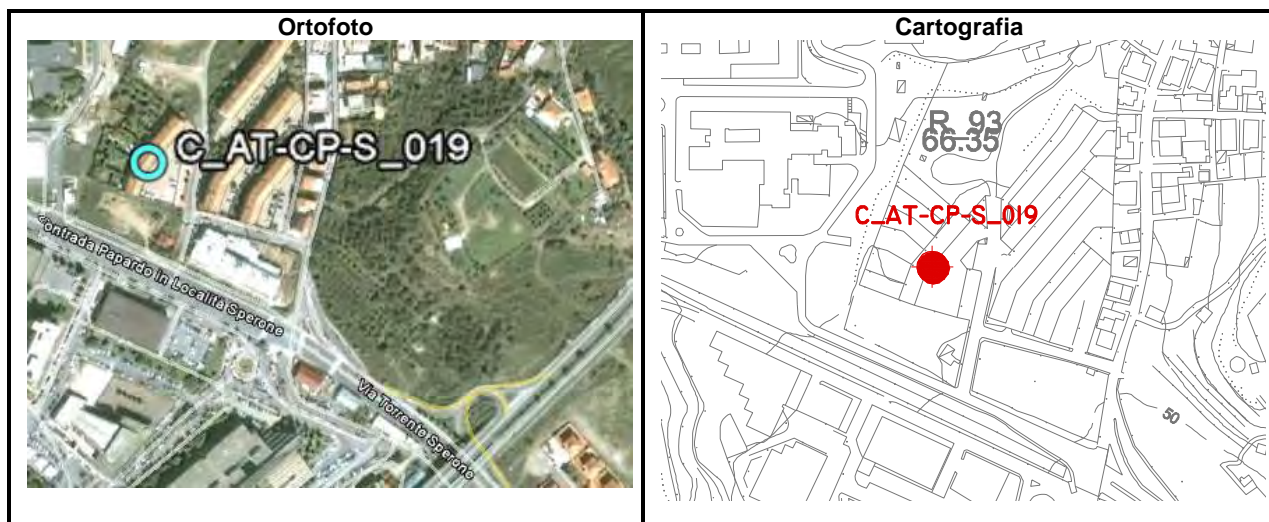 Ortofoto
C_AT-CP-S_019
Contrada Papardo in Località Sperone
Via Torrente Sperone
Cartografia
R 93
66.35
C_AT-CP-S_019
50